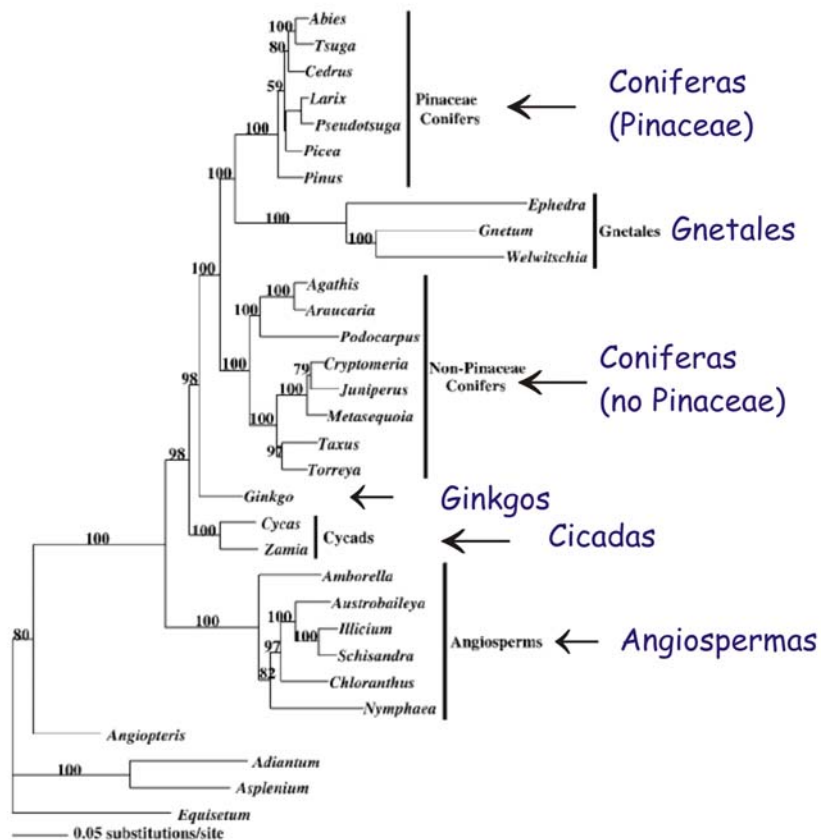 100
Abies
80
Tsuga
Cedrus
59
Larix
Pinaceae
Conifers
Pseudotsuga
100
Picea
Pinus
Coniferas
(Pinaceae)
100
100
Ephedra
100
Gnetum
Welwitschia
Gnetales
Gnetales
100
100
Agathis
100
Araucaria
Podocarpus
100
79
Cryptomeria
Non-Pinaceae
Conifers
100
Juniperus
Metasequoia
100
Taxus
Torreya
Coniferas
(no Pinaceae)
98
Ginkgo
Ginkgos
98
100
Cycas
Zamia
Cycads
Cicadas
100
Amborella
100
Austrobaileya
100
Illicium
97
Schisandra
82
Chloranthus
Nymphaea
100
Angiosperms
Angiospermas
80
Angiopteris
100
Adiantum
Asplenium
Equisetum
0.05 substitutions/site